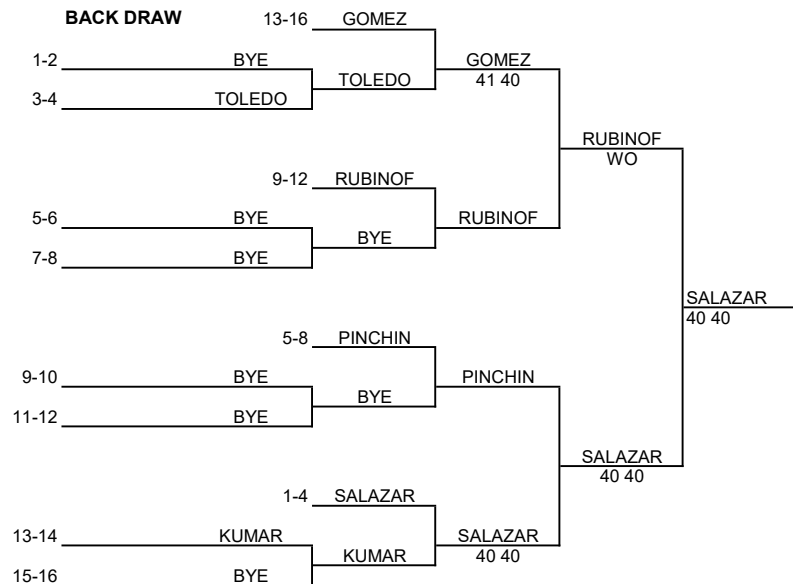 BACK DRAW
13-16 GOMEZ
1-2 BYE GOMEZ
TOLEDO 41 40
3-4 TOLEDO
RUBINOF
WO
9-12 RUBINOF
5-6 BYE RUBINOF
BYE
7-8 BYE
SALAZAR
40 40
5-8 PINCHIN
9-10 BYE PINCHIN
BYE
11-12 BYE
SALAZAR
40 40
1-4 SALAZAR
13-14 KUMAR SALAZAR
KUMAR 40 40
15-16 BYE